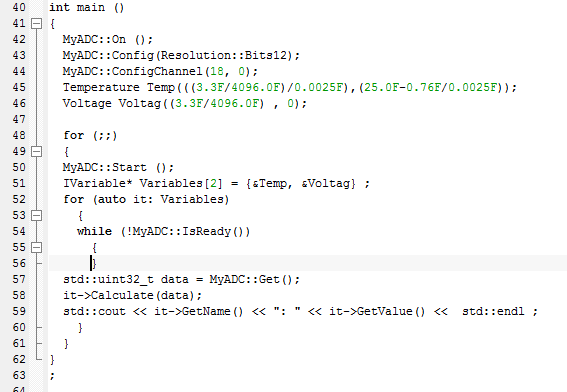 40 int main ()
41 {
42 MyADC::On ();
43 MyADC::Config(Resolution::Bits12);
44 MyADC::ConfigChannel(18, 0);
45 Temperature Temp(((3.3F/4096.0F)/0.0025F),(25.0F-0.76F/0.0025F));
46 Voltage Voltag((3.3F/4096.0F) , 0);
47
48 for (;;)
49 {
50 MyADC::Start ();
51 IVariable* Variables[2] = {&Temp, &Voltag} ;
52 for (auto it: Variables)
53 {
54 while (!MyADC::IsReady())
55 {
56 }
57 std::uint32_t data = MyADC::Get();
58 it->Calculate(data);
59 std::cout << it->GetName() << ": " << it->GetValue() << std::endl ;
60 }
61 }
62 }
63 ;
64